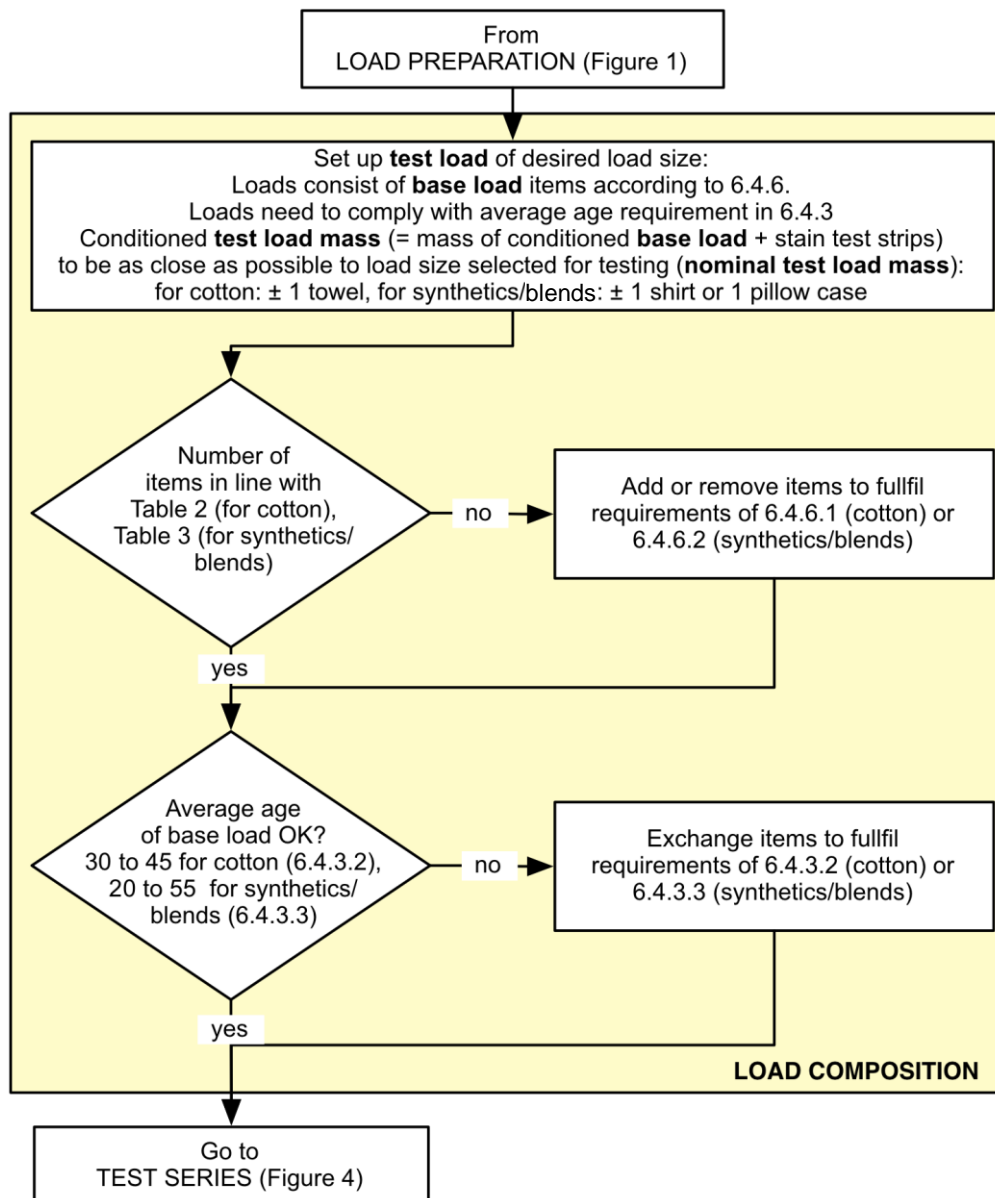 From
LOAD PREPARATION (Figure 1)
Set up test load of desired load size:
Loads consist of base load items according to 6.4.6.
Loads need to comply with average age requirement in 6.4.3
Conditioned test load mass (= mass of conditioned base load + stain test strips)
to be as close as possible to load size selected for testing (nominal test load mass):
for cotton: ± 1 towel, for synthetics/blends: ± 1 shirt or 1 pillow case
Number of
items in line with
Table 2 (for cotton),
Table 3 (for synthetics/
blends)
no
Add or remove items to fullfil
requirements of 6.4.6.1 (cotton) or
6.4.6.2 (synthetics/blends)
yes
Average age
of base load OK?
30 to 45 for cotton (6.4.3.2),
20 to 55 for synthetics/
blends (6.4.3.3)
no
Exchange items to fullfil
requirements of 6.4.3.2 (cotton) or
6.4.3.3 (synthetics/blends)
yes
LOAD COMPOSITION
Go to
TEST SERIES (Figure 4)